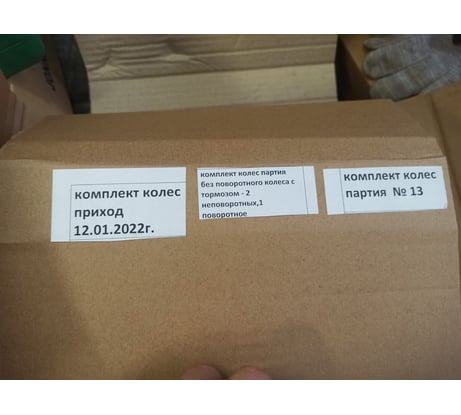 комплект колес
приход
12.01.2022г.
комплект колес партия
без поворотного колеса с
тормозом - 2
неповоротных,1
поворотное
комплект колес
партия № 13